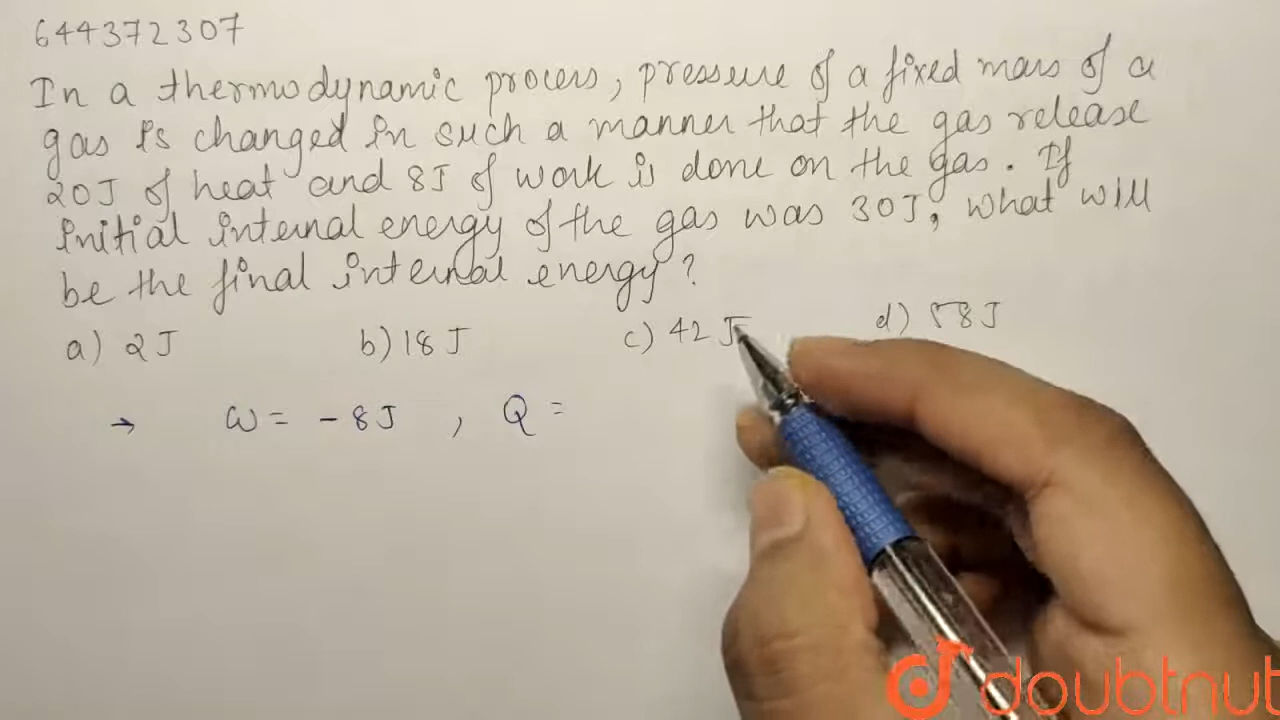 644372307
In a thermodynamic process, pressure of a fixed mass of a
gas is changed in such a manner that the gas release
20J of heat and 8J of work is done on the gas. If
initial internal energy of the gas was 30J, what will
be the final internal energy?
a) 2J b) 18J c) 42J d) 58J
→ W = -8J , Q =
doubtnut